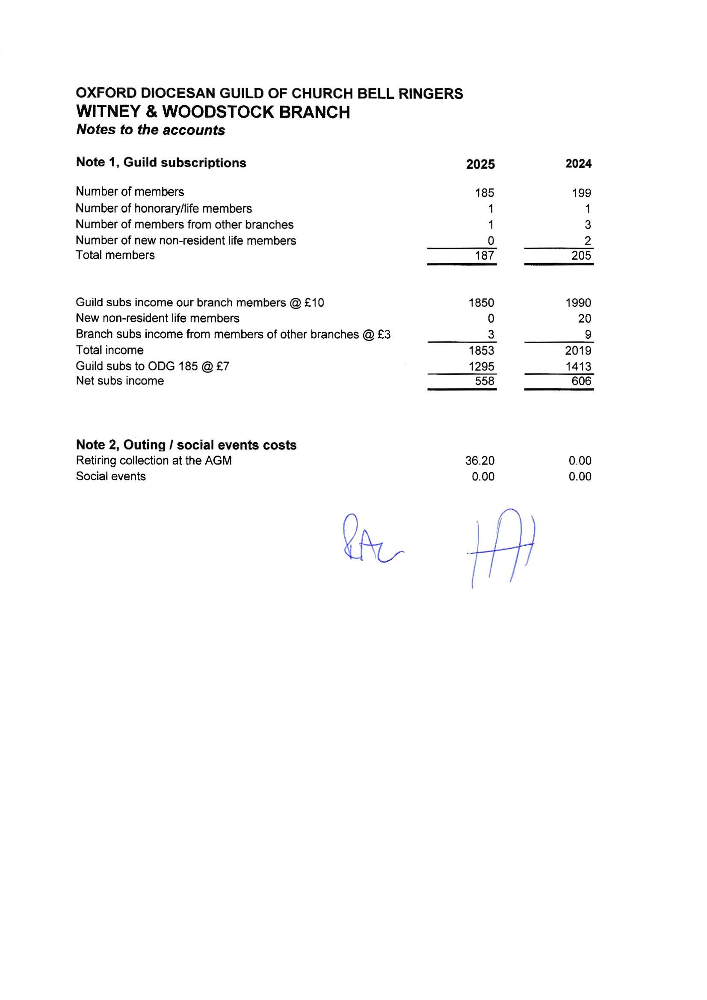 OXFORD DIOCESAN GUILD OF CHURCH BELL RINGERS
WITNEY & WOODSTOCK BRANCH
Notes to the accounts
Note 1, Guild subscriptions 2025 2024
Number of members 185 199
Number of honorary/life members 1 1
Number of members from other branches 1 3
Number of new non-resident life members 0 2
Total members 187 205
Guild subs income our branch members @ £10 1850 1990
New non-resident life members 0 20
Branch subs income from members of other branches @ £3 3 9
Total income 1853 2019
Guild subs to ODG 185 @ £7 1295 1413
Net subs income 558 606
Note 2, Outing / social events costs
Retiring collection at the AGM 36.20 0.00
Social events 0.00 0.00